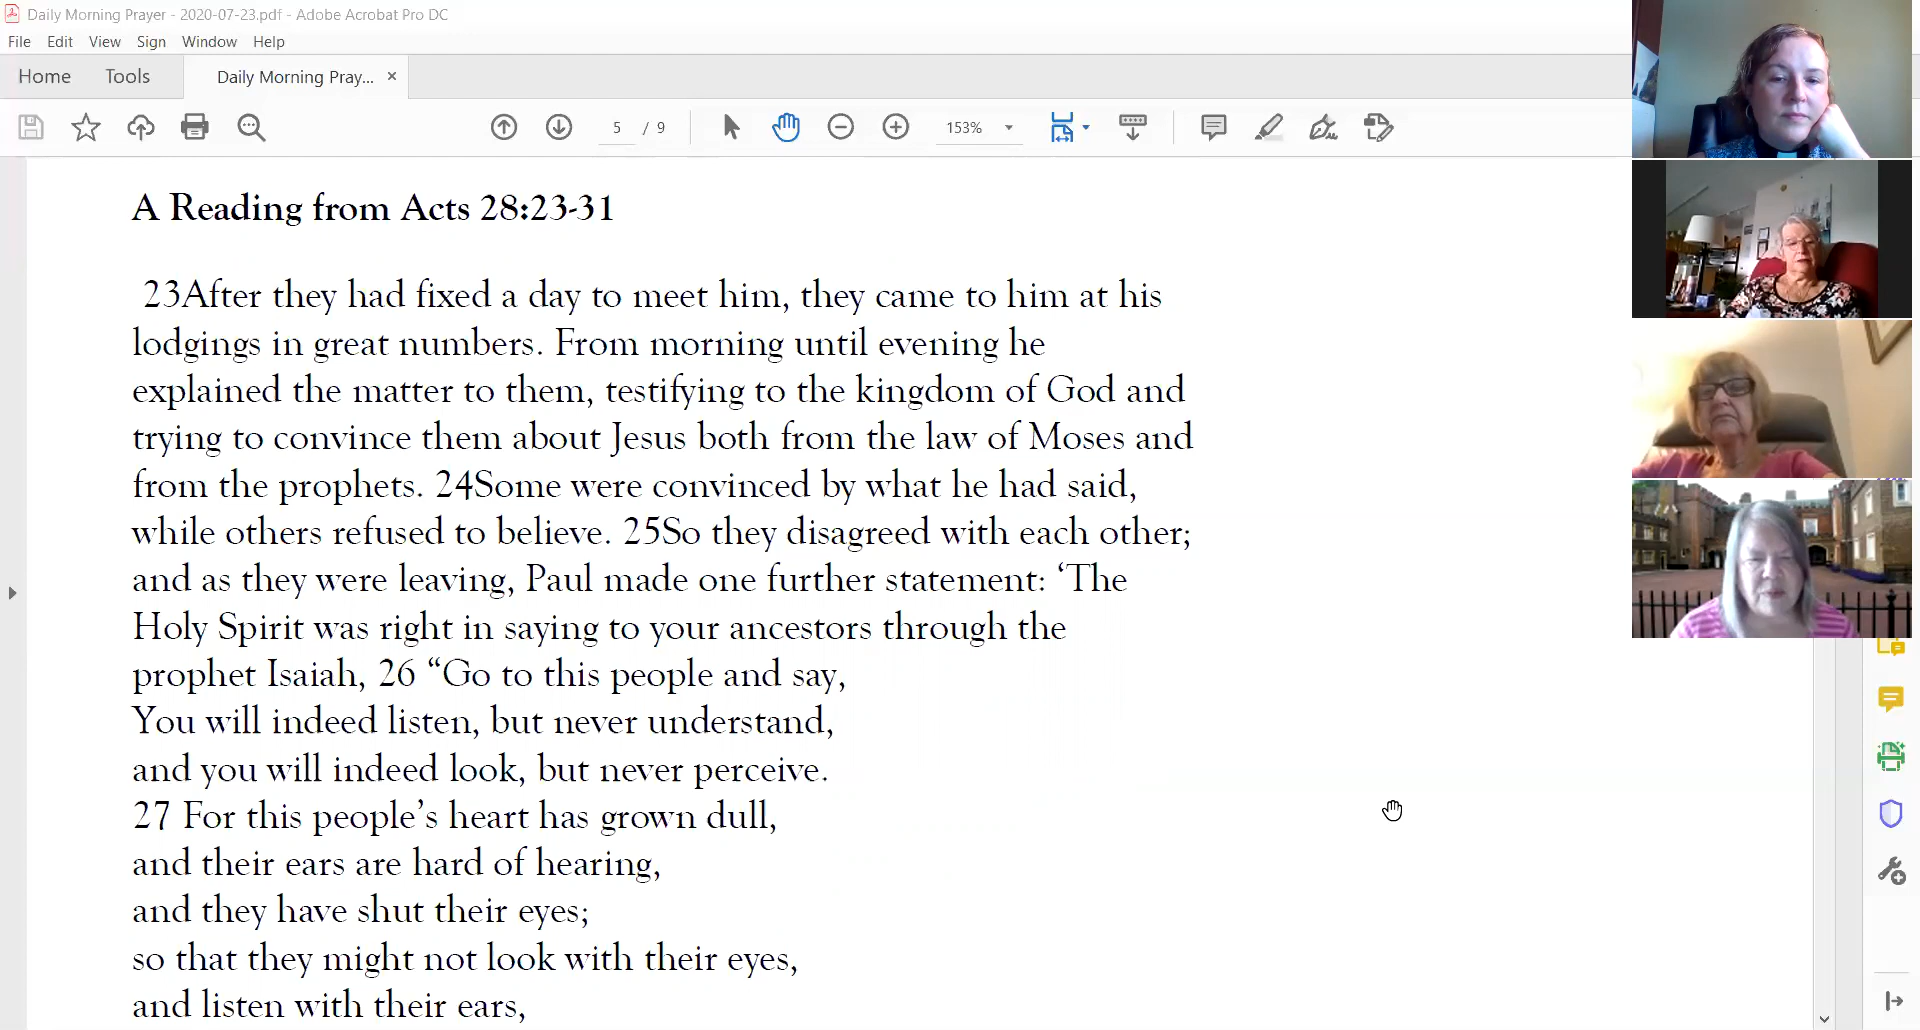 Daily Morning Prayer - 2020-07-23.pdf - Adobe Acrobat Pro DC
File Edit View Sign Window Help
Home Tools Daily Morning Pray... ×
5 / 9 153%
A Reading from Acts 28:23-31
23After they had fixed a day to meet him, they came to him at his
lodgings in great numbers. From morning until evening he
explained the matter to them, testifying to the kingdom of God and
trying to convince them about Jesus both from the law of Moses and
from the prophets. 24Some were convinced by what he had said,
while others refused to believe. 25So they disagreed with each other;
and as they were leaving, Paul made one further statement: ‘The
Holy Spirit was right in saying to your ancestors through the
prophet Isaiah, 26 “Go to this people and say,
You will indeed listen, but never understand,
and you will indeed look, but never perceive.
27 For this people’s heart has grown dull,
and their ears are hard of hearing,
and they have shut their eyes;
so that they might not look with their eyes,
and listen with their ears,